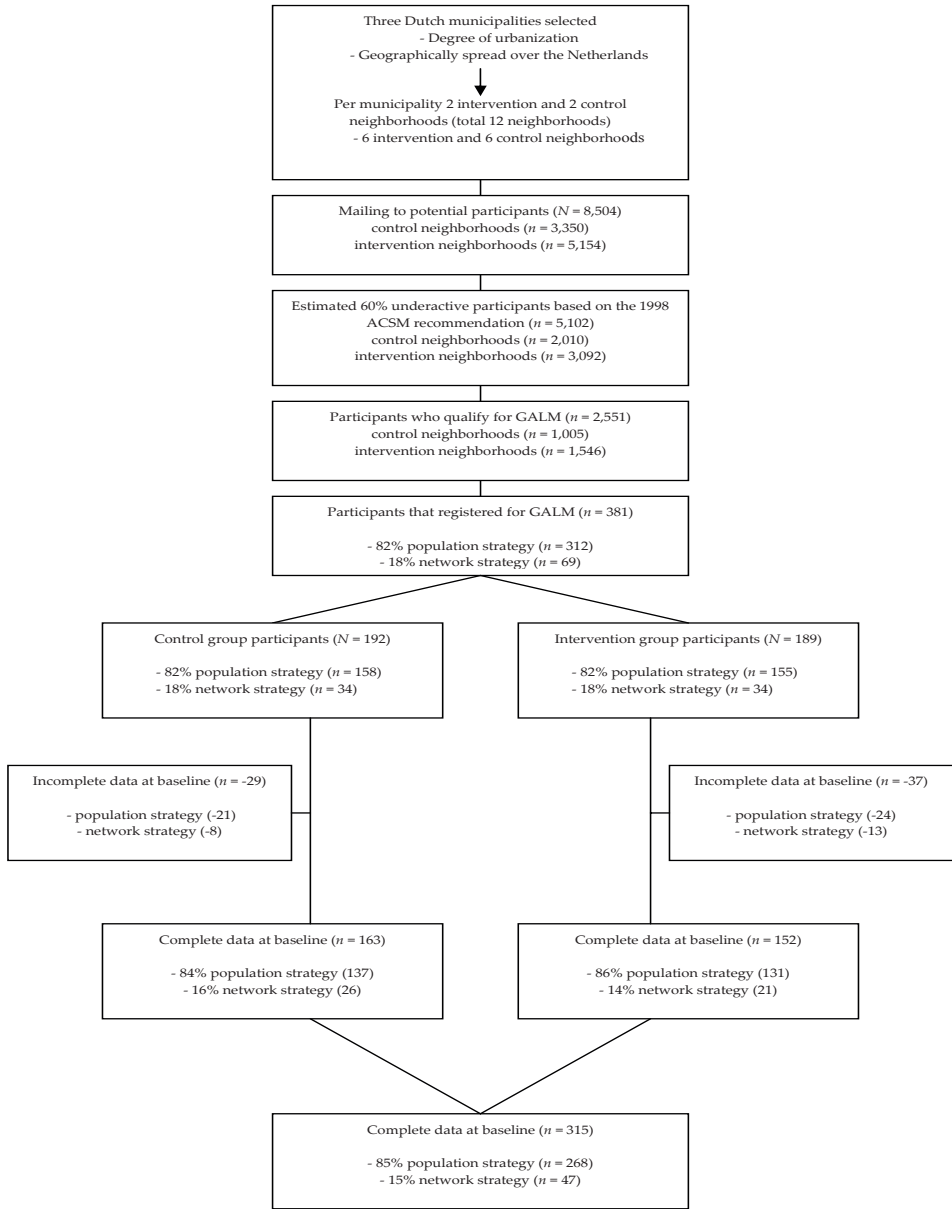 Three Dutch municipalities selected
- Degree of urbanization
- Geographically spread over the Netherlands
Per municipality 2 intervention and 2 control
neighborhoods (total 12 neighborhoods)
- 6 intervention and 6 control neighborhoods
Mailing to potential participants (N = 8,504)
control neighborhoods (n = 3,350)
intervention neighborhoods (n = 5,154)
Estimated 60% underactive participants based on the 1998
ACSM recommendation (n = 5,102)
control neighborhoods (n = 2,010)
intervention neighborhoods (n = 3,092)
Participants who qualify for GALM (n = 2,551)
control neighborhoods (n = 1,005)
intervention neighborhoods (n = 1,546)
Participants that registered for GALM (n = 381)
- 82% population strategy (n = 312)
- 18% network strategy (n = 69)
Control group participants (N = 192)
- 82% population strategy (n = 158)
- 18% network strategy (n = 34)
Intervention group participants (N = 189)
- 82% population strategy (n = 155)
- 18% network strategy (n = 34)
Incomplete data at baseline (n = -29)
- population strategy (-21)
- network strategy (-8)
Incomplete data at baseline (n = -37)
- population strategy (-24)
- network strategy (-13)
Complete data at baseline (n = 163)
- 84% population strategy (137)
- 16% network strategy (26)
Complete data at baseline (n = 152)
- 86% population strategy (131)
- 14% network strategy (21)
Complete data at baseline (n = 315)
- 85% population strategy (n = 268)
- 15% network strategy (n = 47)